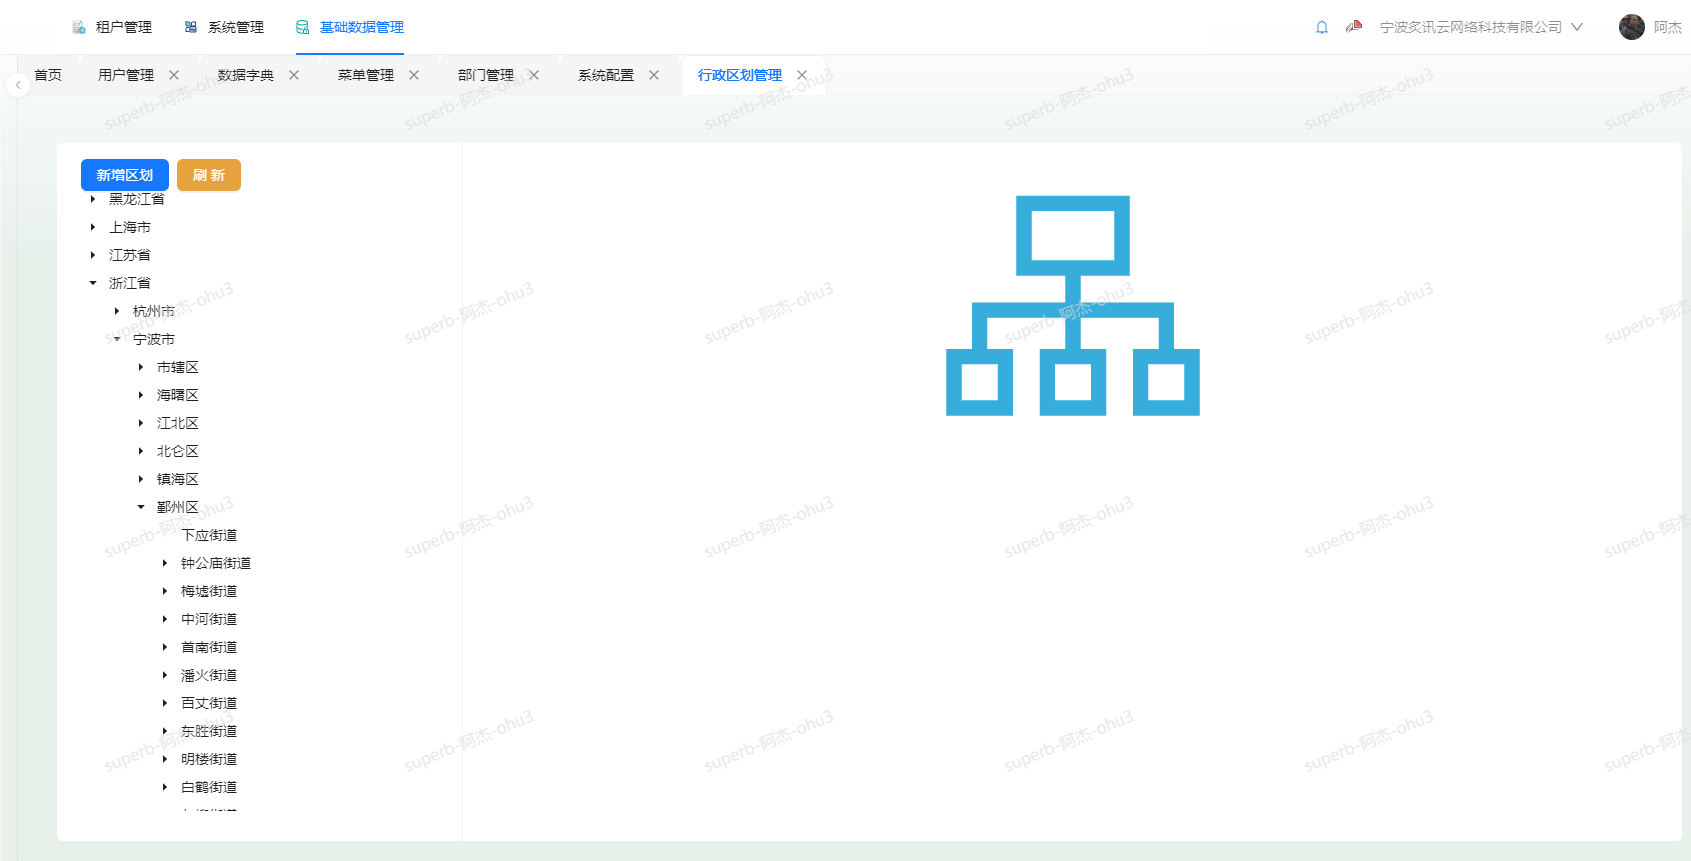 租户管理 系统管理 基础数据管理 宁波炙讯云网络科技有限公司 阿杰
首页 用户管理 数据字典 菜单管理 部门管理 系统配置 行政区划管理
新增区划 刷新
黑龙江省
上海市
江苏省
浙江省
杭州市
宁波市
市辖区
海曙区
江北区
北仑区
镇海区
鄞州区
下应街道
钟公庙街道
梅墟街道
中河街道
首南街道
潘火街道
百丈街道
东胜街道
明楼街道
白鹤街道
superb-阿杰-ohu3